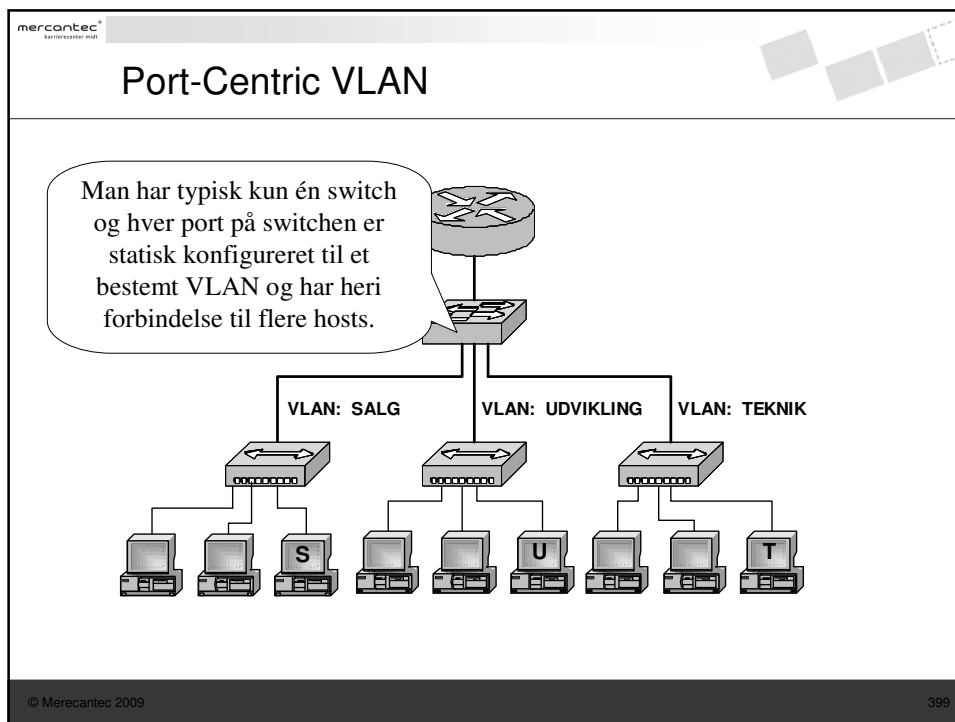 mercantec+
karrierecenter midt
Port-Centric VLAN
Man har typisk kun én switch
og hver port på switchen er
statisk konfigureret til et
bestemt VLAN og har heri
forbindelse til flere hosts.
VLAN: SALG
VLAN: UDVIKLING
VLAN: TEKNIK
S
U
T
© Merecantec 2009
399